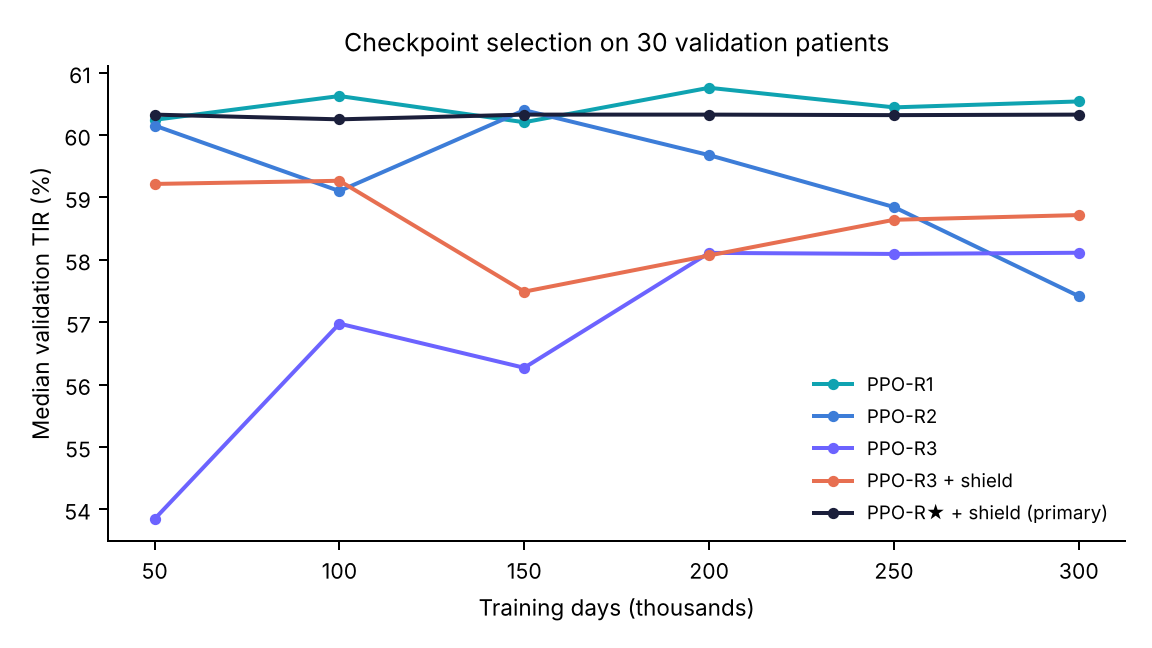 Checkpoint selection on 30 validation patients
Median validation TIR (%)
61
60
59
58
57
56
55
54
PPO-R1
PPO-R2
PPO-R3
PPO-R3 + shield
PPO-R★ + shield (primary)
50 100 150 200 250 300
Training days (thousands)